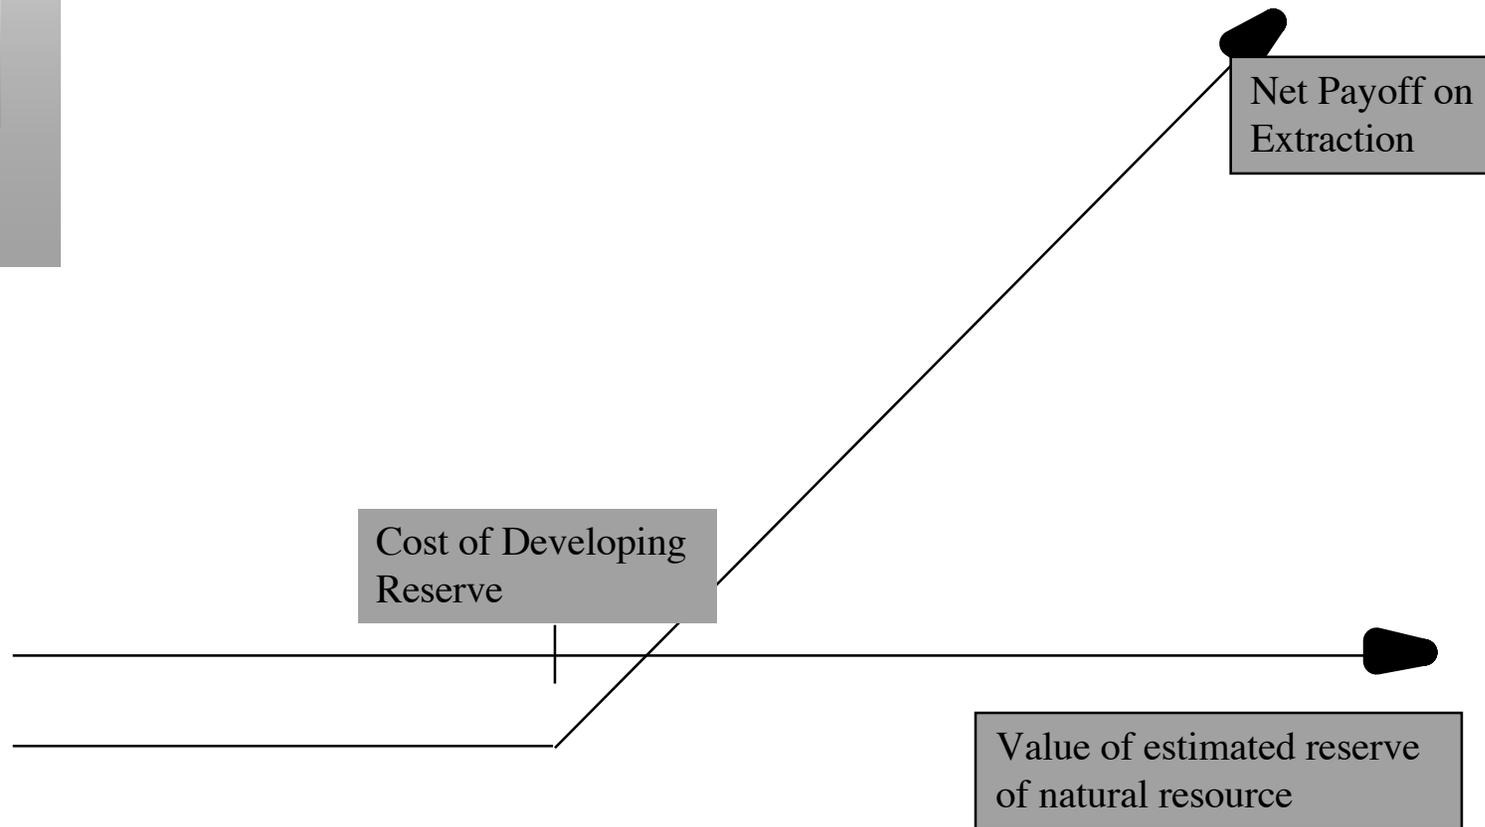 Net Payoff on
Extraction
Cost of Developing
Reserve
Value of estimated reserve
of natural resource